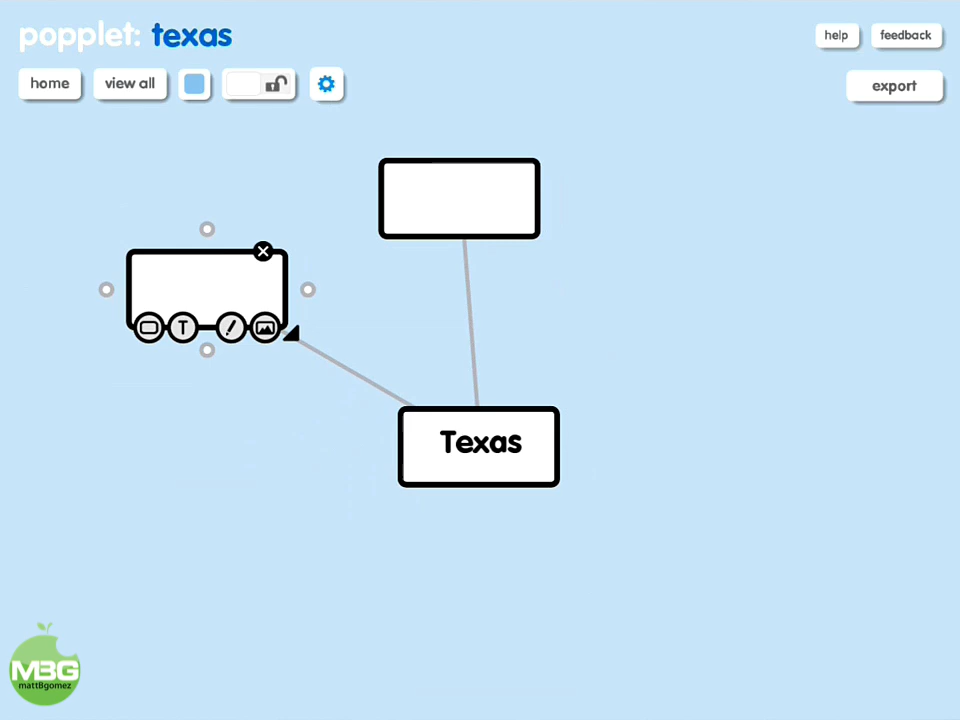 popplet: texas
help
feedback
home
view all
export
T
Texas
MBG
mattBgomez